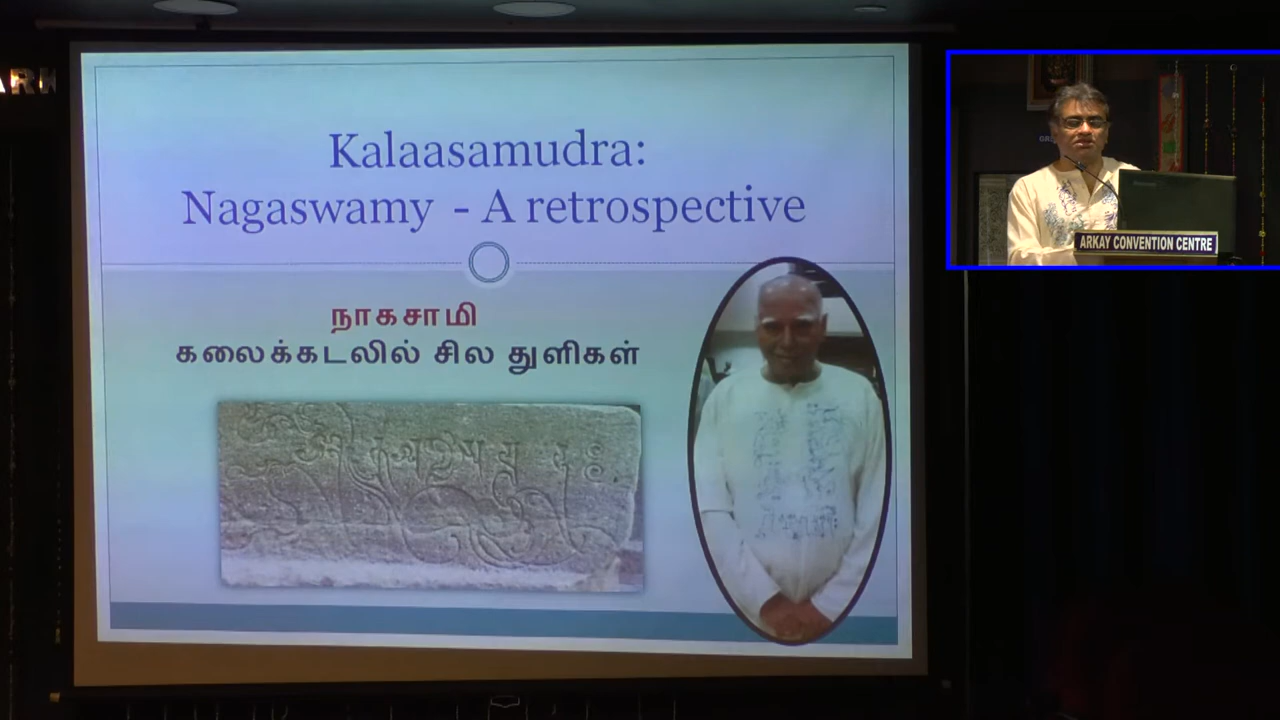 Kalaasamudra:
Nagaswamy - A retrospective
நாகசாமி
கலைக்கடலில் சில துளிகள்
ARKAY CONVENTION CENTRE